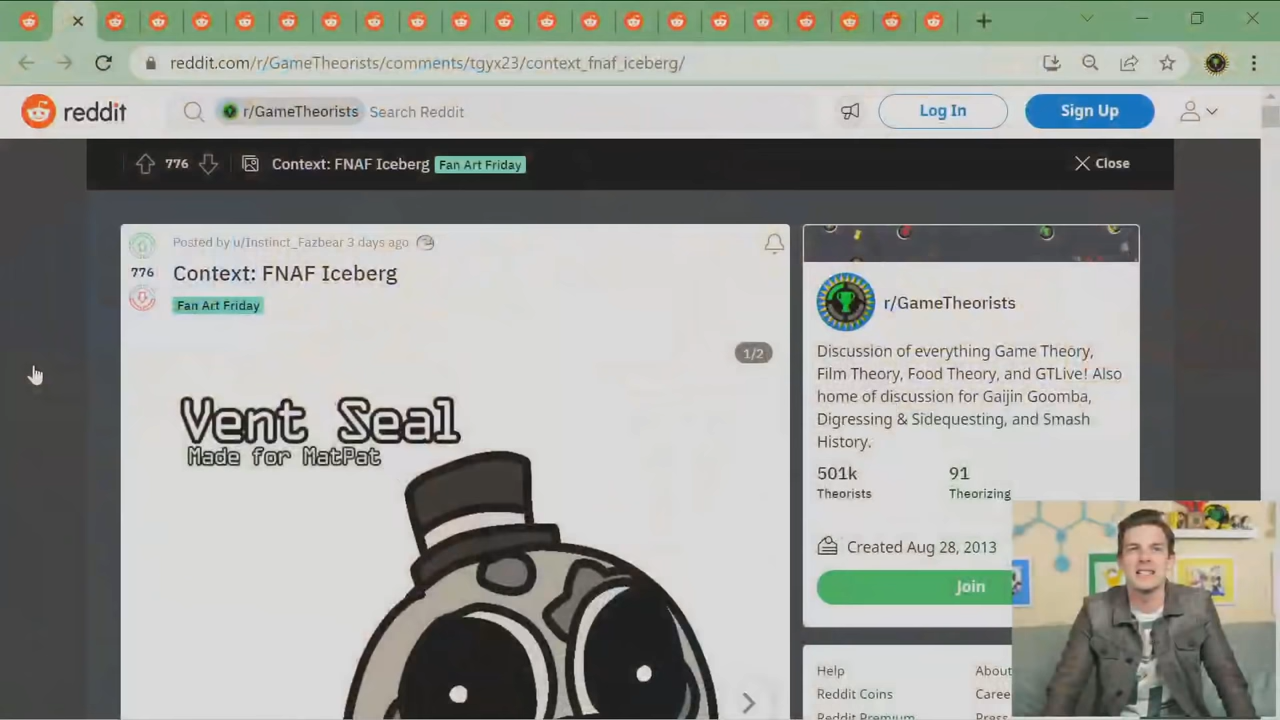 reddit.com/r/GameTheorists/comments/tgyx23/context_fnaf_iceberg/
reddit
r/GameTheorists
Search Reddit
Log In
Sign Up
776
Context: FNAF Iceberg
Fan Art Friday
Close
Posted by u/Instinct_Fazbear 3 days ago
776
Context: FNAF Iceberg
Fan Art Friday
1/2
Vent Seal
Made for MatPat
r/GameTheorists
Discussion of everything Game Theory,
Film Theory, Food Theory, and GTLive! Also
home of discussion for Gaijin Goomba,
Digressing & Sidequesting, and Smash
History.
501k
91
Theorists
Theorizing
Created Aug 28, 2013
Join
Help
About
Reddit Coins
Caree
Reddit Premium
Press